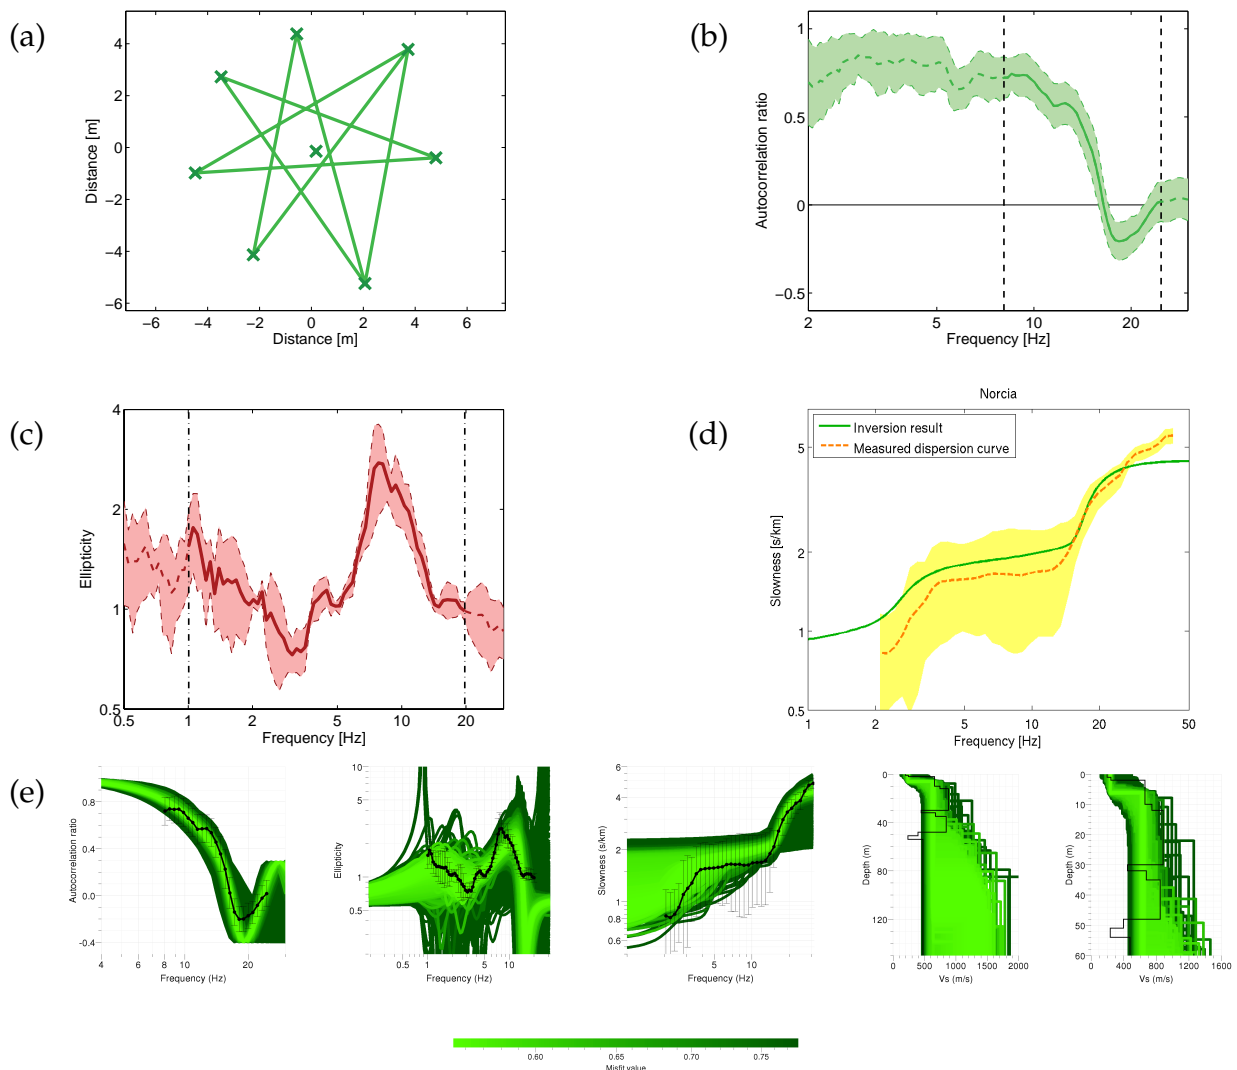 (a)
4
2
0
−2
−4
−6
Distance [m]
−6 −4 −2 0 2 4 6
Distance [m]
(b)
1
0.5
0
−0.5
Autocorrelation ratio
2 5 10 20
Frequency [Hz]
(c)
4
2
1
0.5
Ellipticity
0.5 1 2 5 10 20
Frequency [Hz]
(d)
Norcia
Inversion result
Measured dispersion curve
5
2
1
0.5
Slowness [s/km]
1 2 5 10 20 50
Frequency [Hz]
(e)
0.8
0.4
0.0
-0.4
Autocorrelation ratio
4 6 8 10 20
Frequency (Hz)
10
5
1
0.5
Ellipticity
0.5 1 5 10
Frequency (Hz)
6
4
2
1
0.8
0.6
Slowness (s/km)
5 10
Frequency (Hz)
0
40
80
120
Depth (m)
0 500 1000 1500 2000
Vs (m/s)
0
10
20
30
40
50
60
Depth (m)
0 400 800 1200 1600
Vs (m/s)
0.60 0.65 0.70 0.75
Misfit value